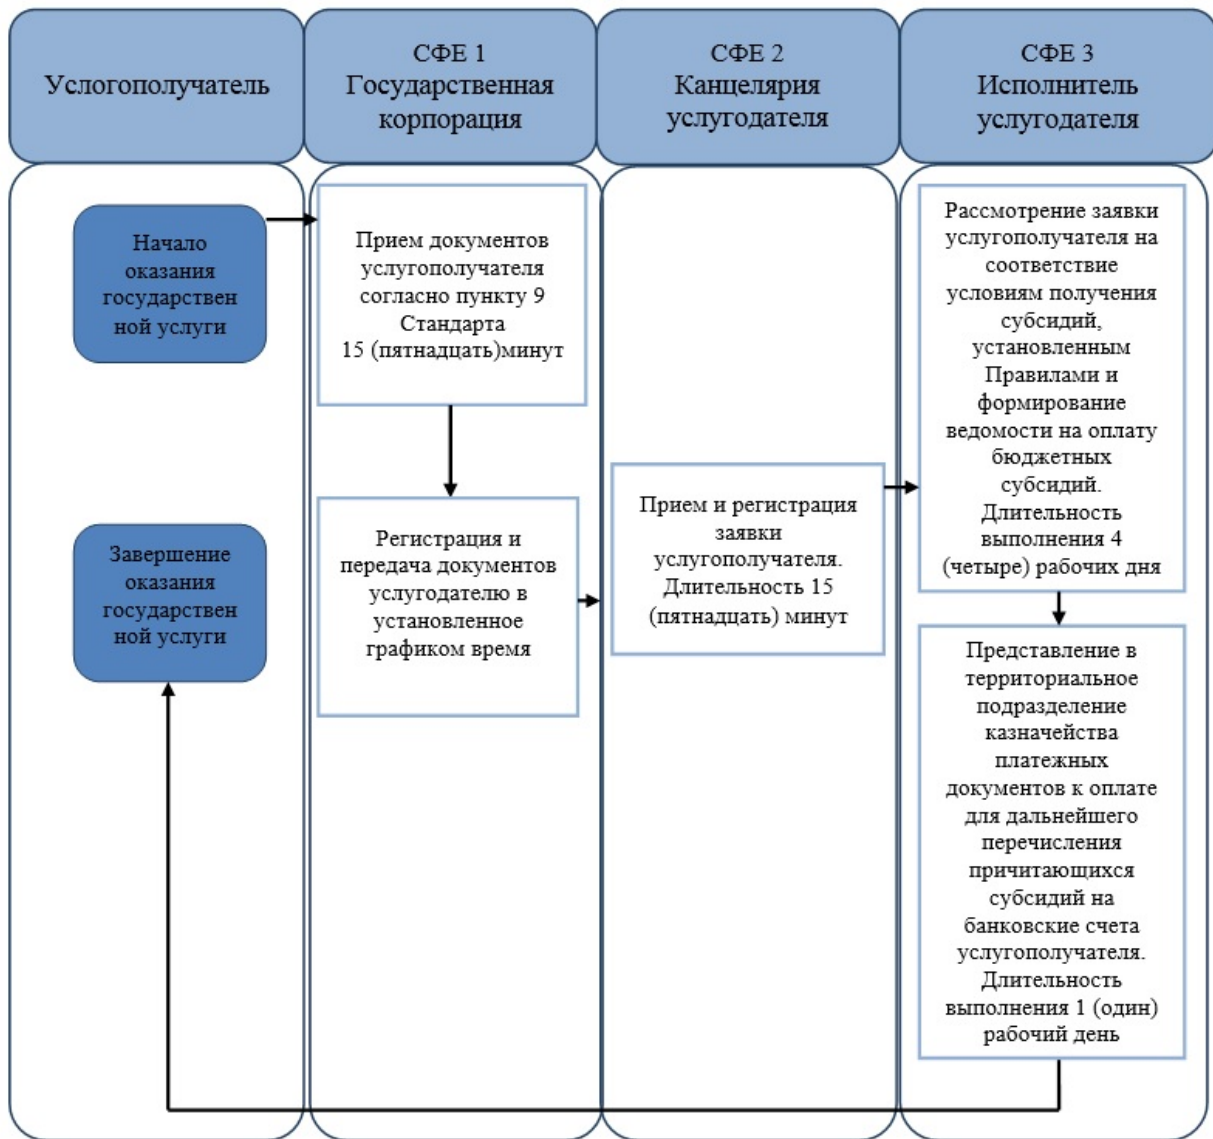 Услогополучатель
СФЕ 1
Государственная
корпорация
СФЕ 2
Канцелярия
услугодателя
СФЕ 3
Исполнитель
услугодателя
Начало
оказания
государствен
ной услуги
Прием документов
услугополучателя
согласно пункту 9
Стандарта
15 (пятнадцать)минут
Регистрация и
передача документов
услугодателю в
установленное
графиком время
Прием и регистрация
заявки
услугополучателя.
Длительность 15
(пятнадцать) минут
Рассмотрение заявки
услугополучателя на
соответствие
условиям получения
субсидий,
установленным
Правилами и
формирование
ведомости на оплату
бюджетных
субсидий.
Длительность
выполнения 4
(четыре) рабочих дня
Представление в
территориальное
подразделение
казначейства
платежных
документов к оплате
для дальнейшего
перечисления
причитающихся
субсидий на
банковские счета
услугополучателя.
Длительность
выполнения 1 (один)
рабочий день
Завершение
оказания
государствен
ной услуги